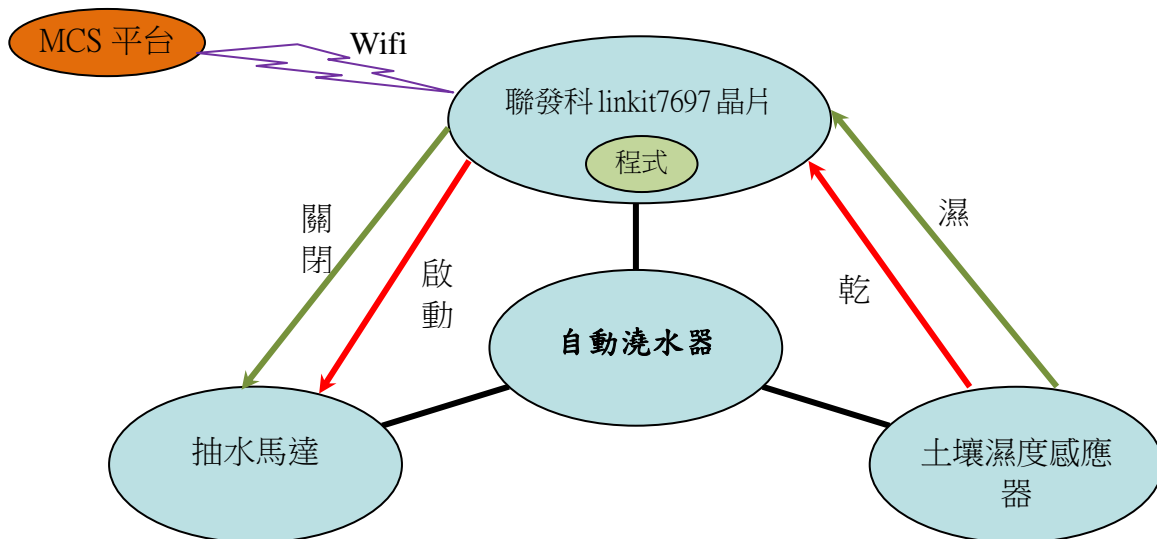 MCS 平台
Wifi
聯發科 linkit7697 晶片
程式
關
閉
啟
動
濕
乾
自動澆水器
抽水馬達
土壤濕度感應
器